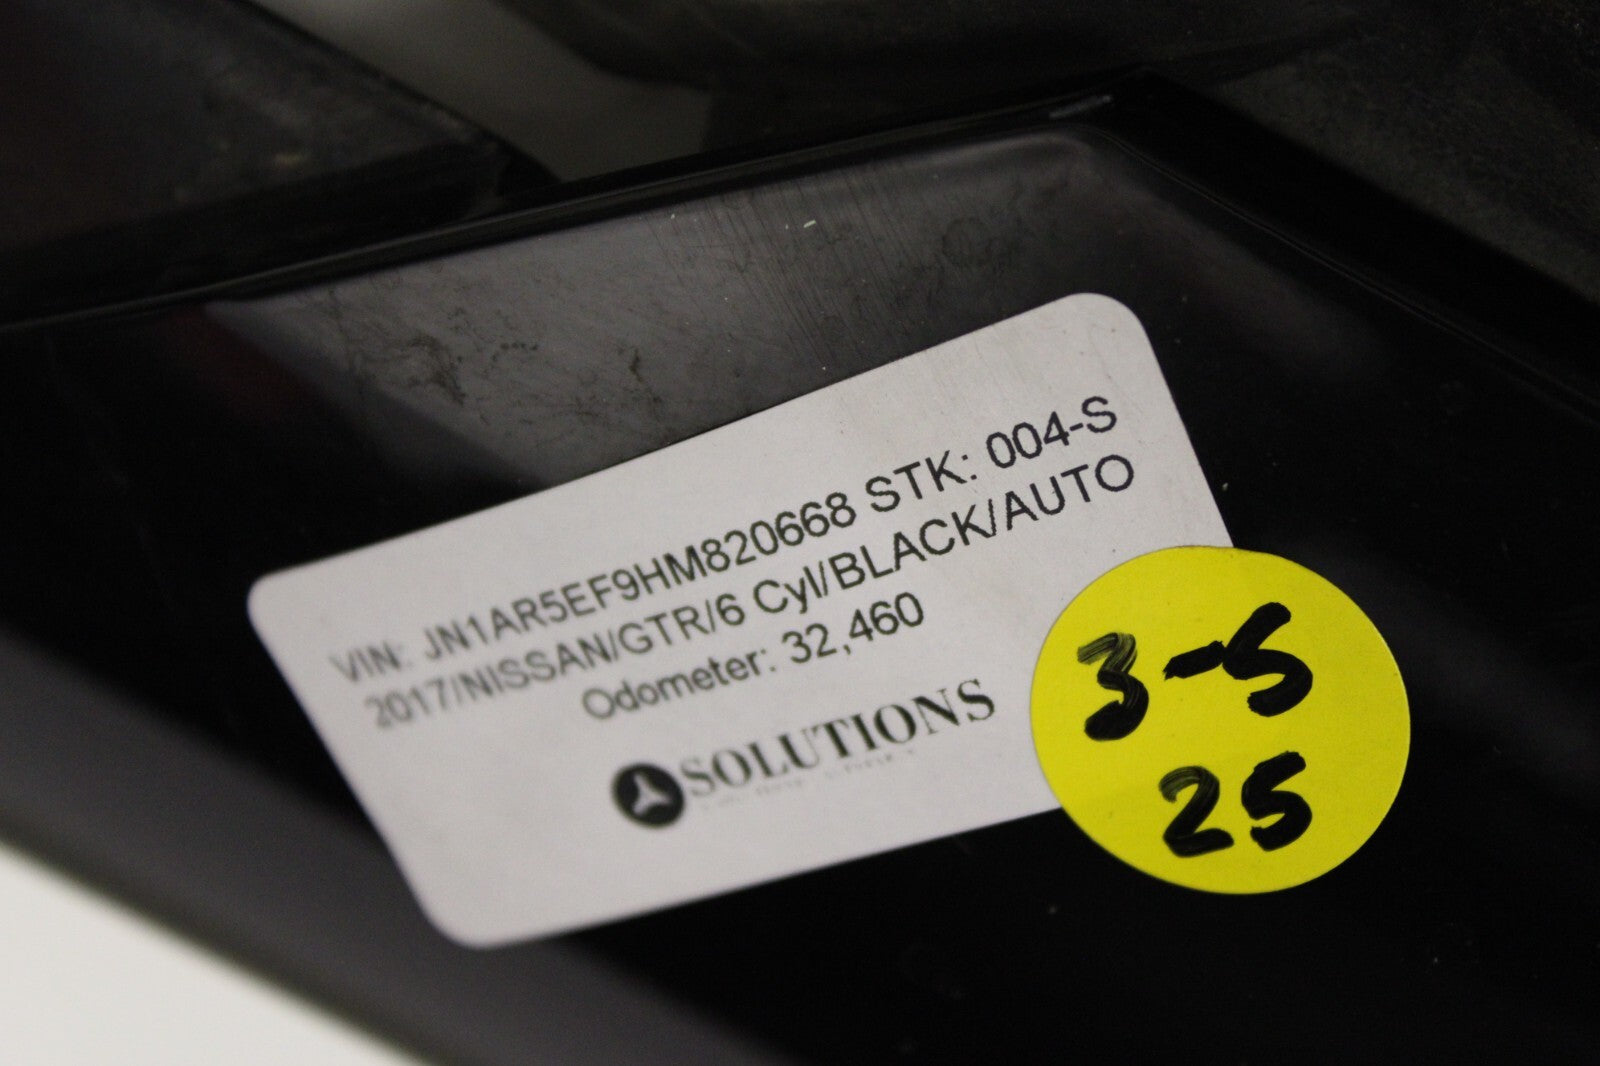 VIN: JN1AR5EF9HM820668 STK: 004-S
2017/NISSAN/GTR/6 Cyl/BLACK/AUTO
Odometer: 32,460
SOLUTIONS
3-5
25